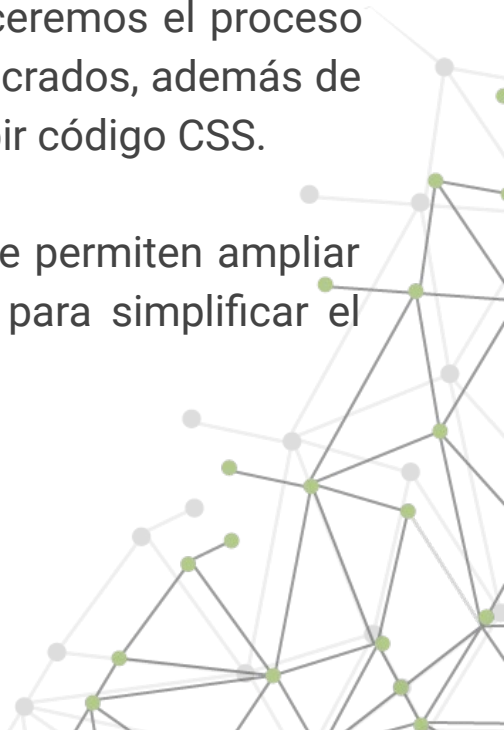 ceremos el proceso
crados, además de
ir código CSS.
e permiten ampliar
para simplificar el